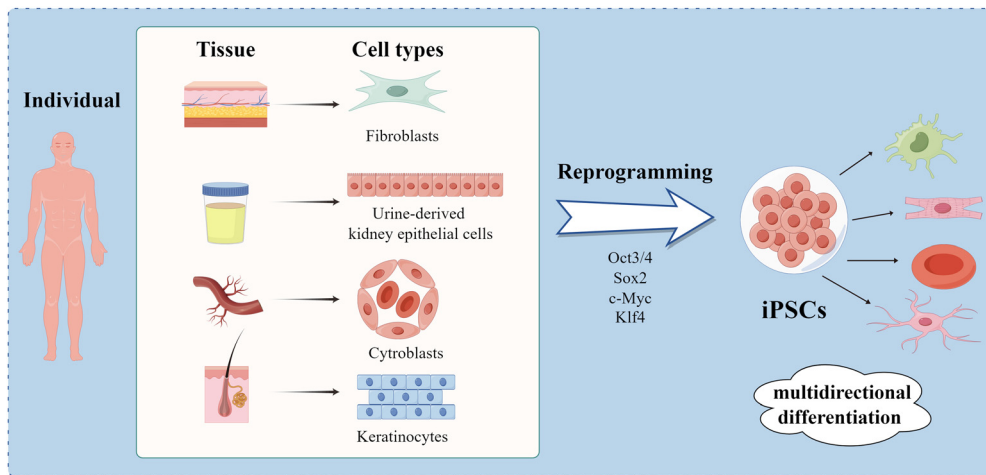 Individual
Tissue
Cell types
Fibroblasts
Urine-derived
kidney epithelial cells
Cytroblasts
Keratinocytes
Reprogramming
Oct3/4
Sox2
c-Myc
Klf4
iPSCs
multidirectional
differentiation